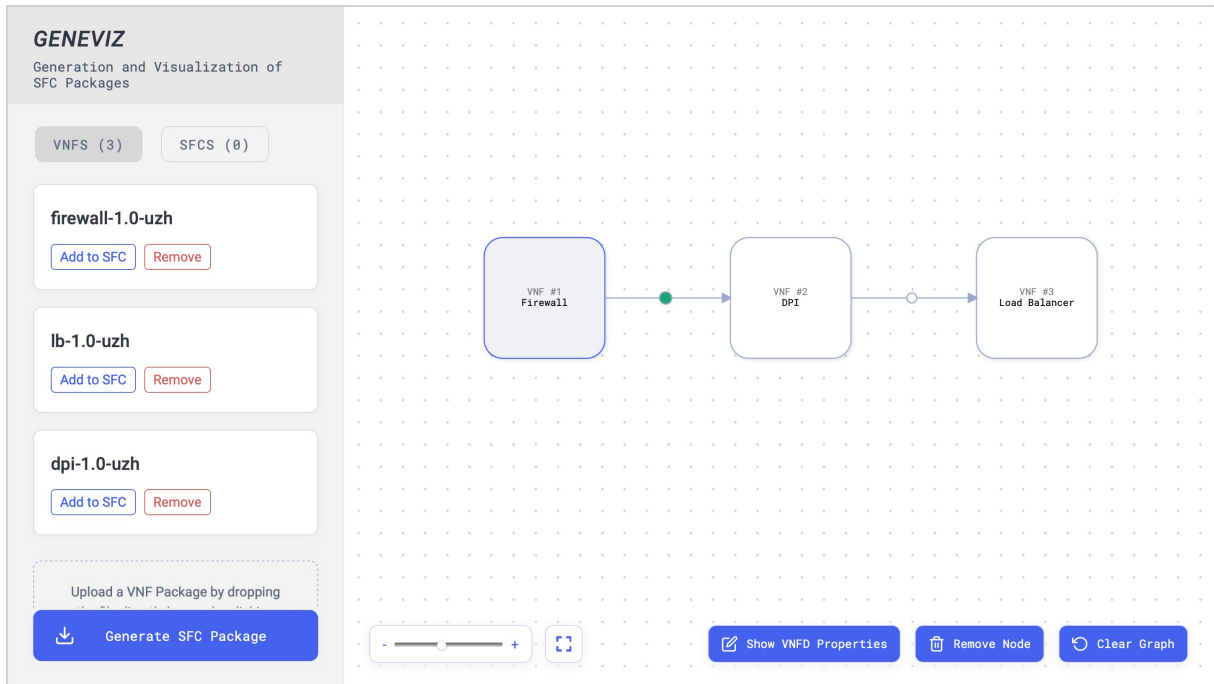 GENEVIZ
Generation and Visualization of
SFC Packages
VNFS (3)
SFCS (0)
firewall-1.0-uzh
Add to SFC
Remove
lb-1.0-uzh
Add to SFC
Remove
dpi-1.0-uzh
Add to SFC
Remove
Upload a VNF Package by dropping
Generate SFC Package
VNF #1
Firewall
VNF #2
DPI
VNF #3
Load Balancer
- +
Show VNFD Properties
Remove Node
Clear Graph